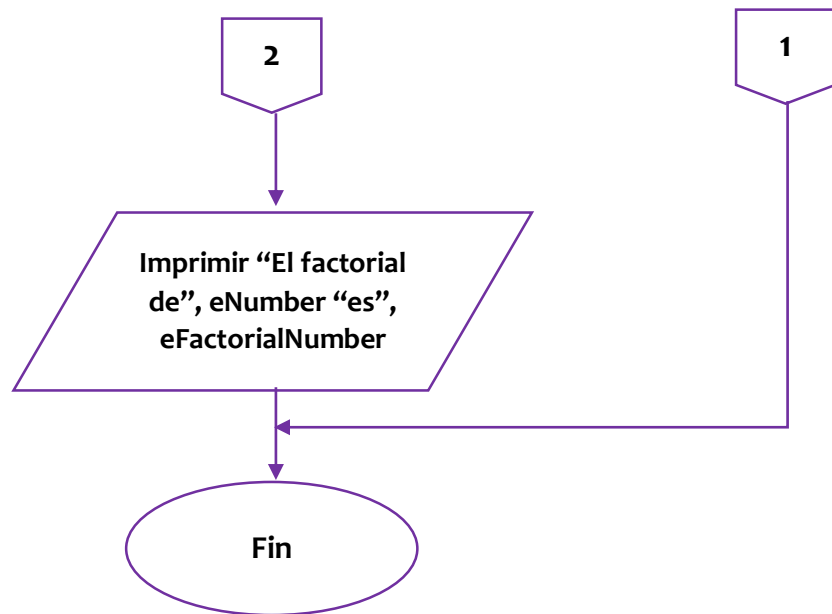 2
1
Imprimir “El factorial
de”, eNumber “es”,
eFactorialNumber
Fin